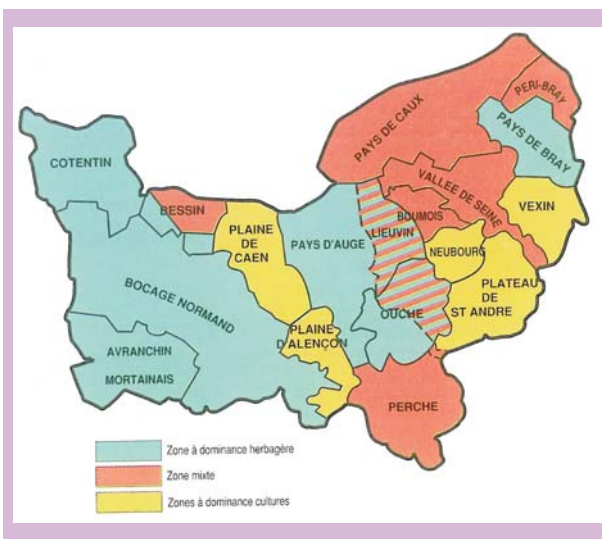 PERI-BRAY
PAYS DE CAUX
PAYS DE BRAY
COTENTIN
VALLEE DE SEINE
VEXIN
BESSIN
BOUMOIS
LIEUVIN
PLAINE
DE
CAEN
PAYS D'AUGE
NEUBOURG
PLATEAU
DE
ST ANDRE
BOCAGE NORMAND
OUCHE
PLAINE
D'ALENÇON
AVRANCHIN
MORTAINAIS
PERCHE
Zone à dominance herbagère
Zone mixte
Zones à dominance cultures